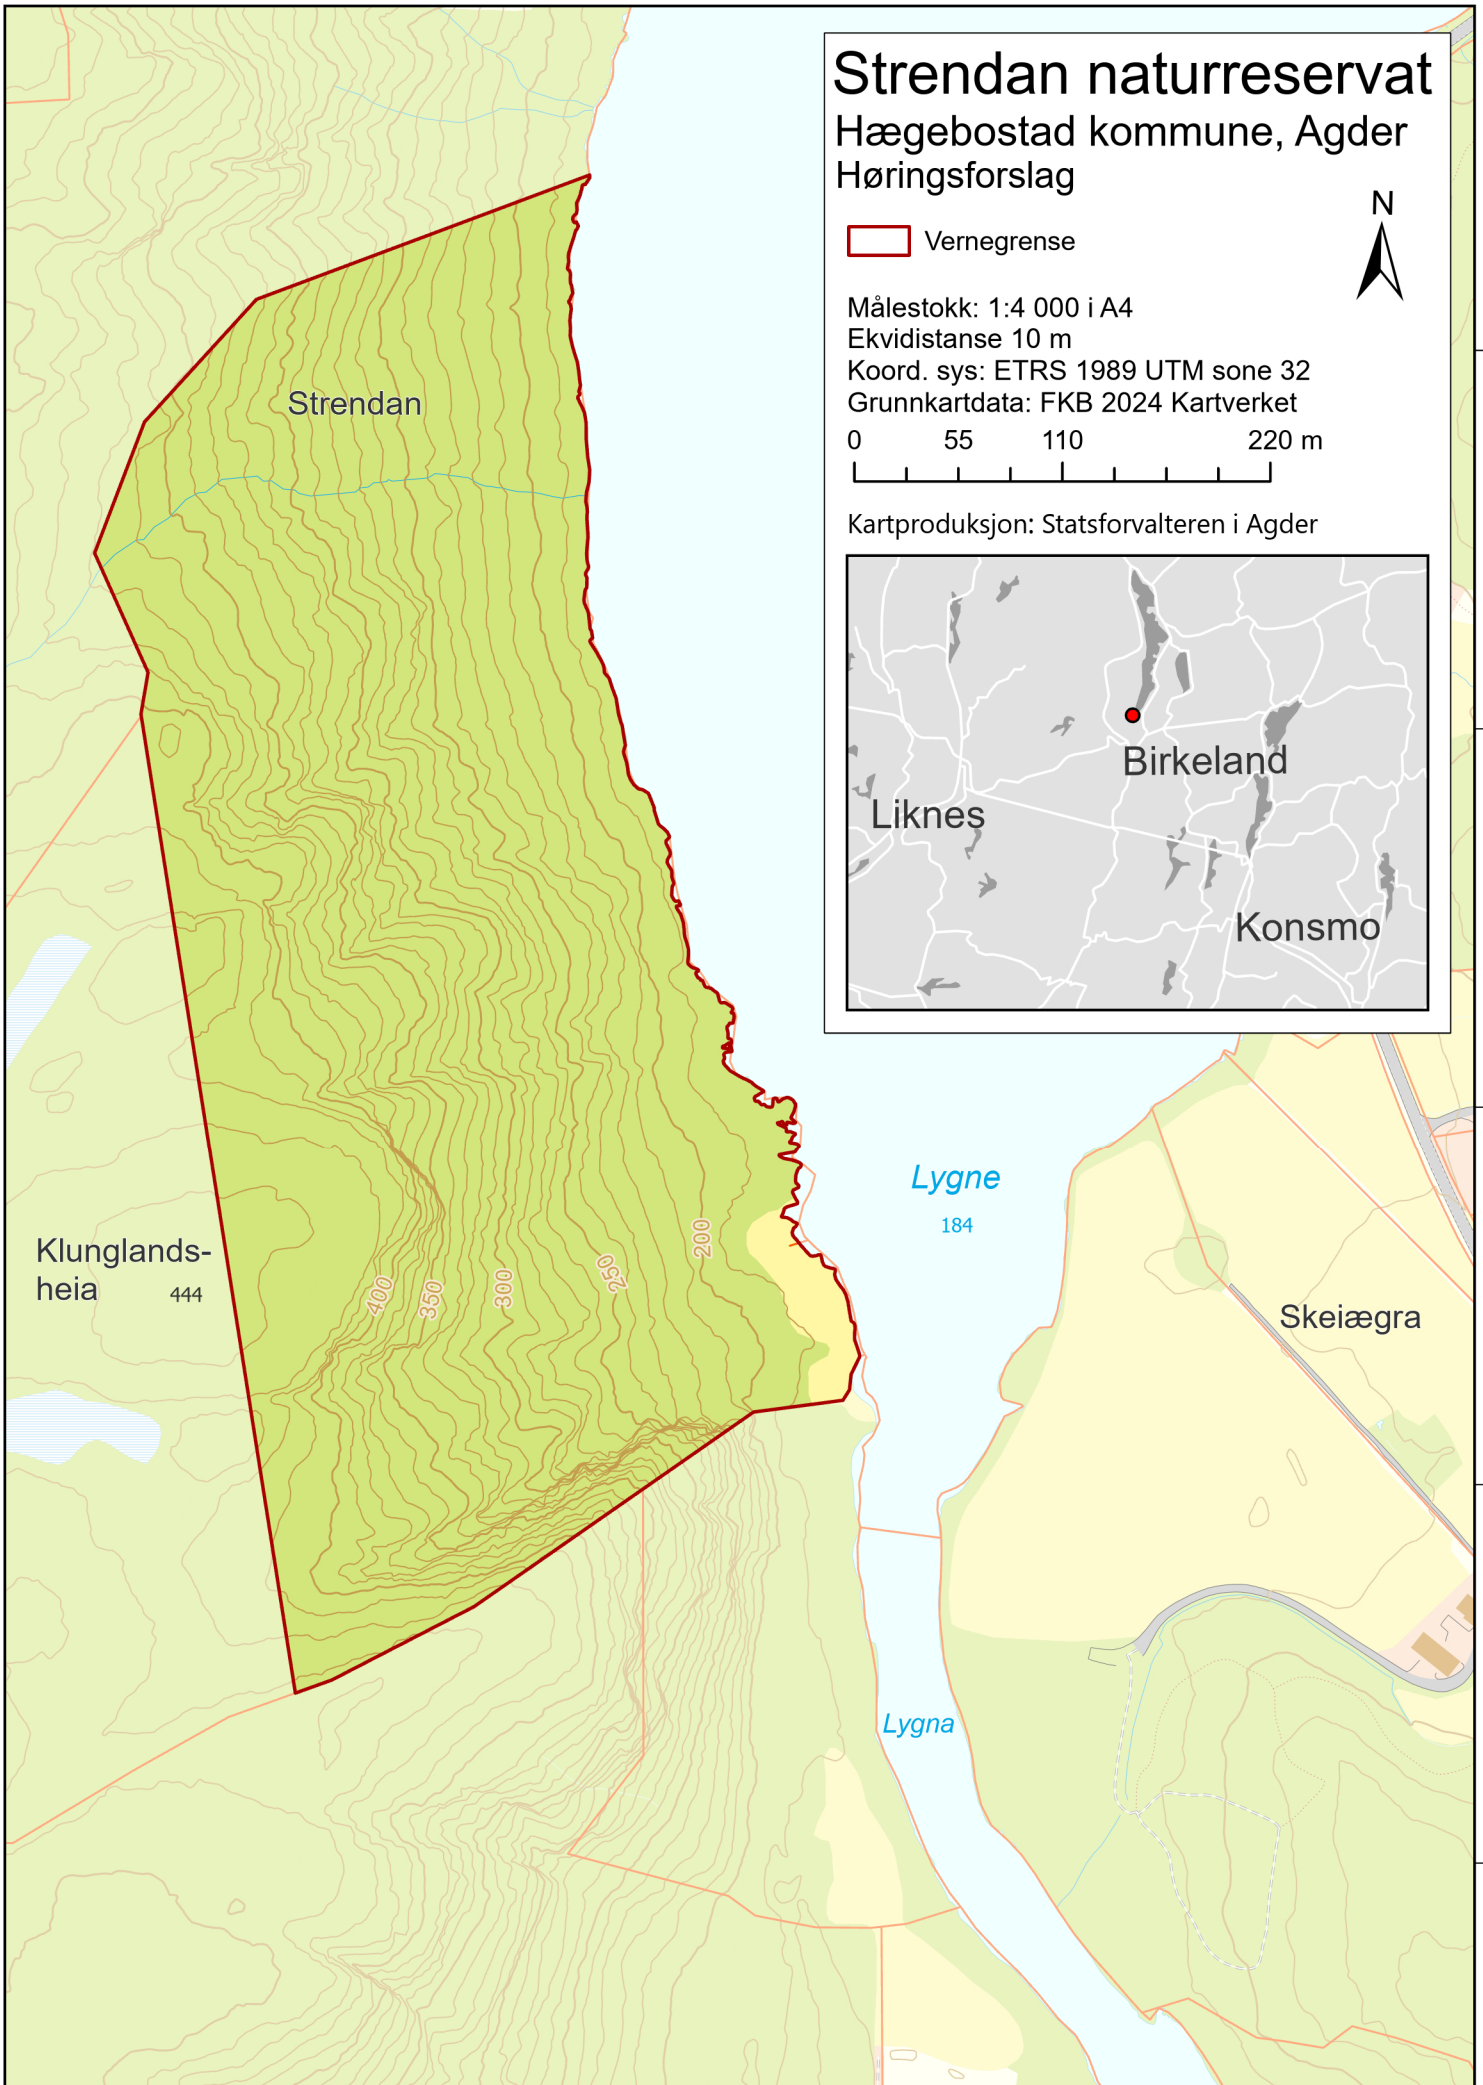 Strendan naturreservat
Hægebostad kommune, Agder
Høringsforslag
N
Vernegrense
Målestokk: 1:4 000 i A4
Ekvidistanse 10 m
Koord. sys: ETRS 1989 UTM sone 32
Grunnkartdata: FKB 2024 Kartverket
0 55 110 220 m
Kartproduksjon: Statsforvalteren i Agder
Birkeland
Liknes
Konsmo
Strendan
Lygne
184
Klunglands-
heia 444
400
350
300
250
200
Skeiægra
Lygna